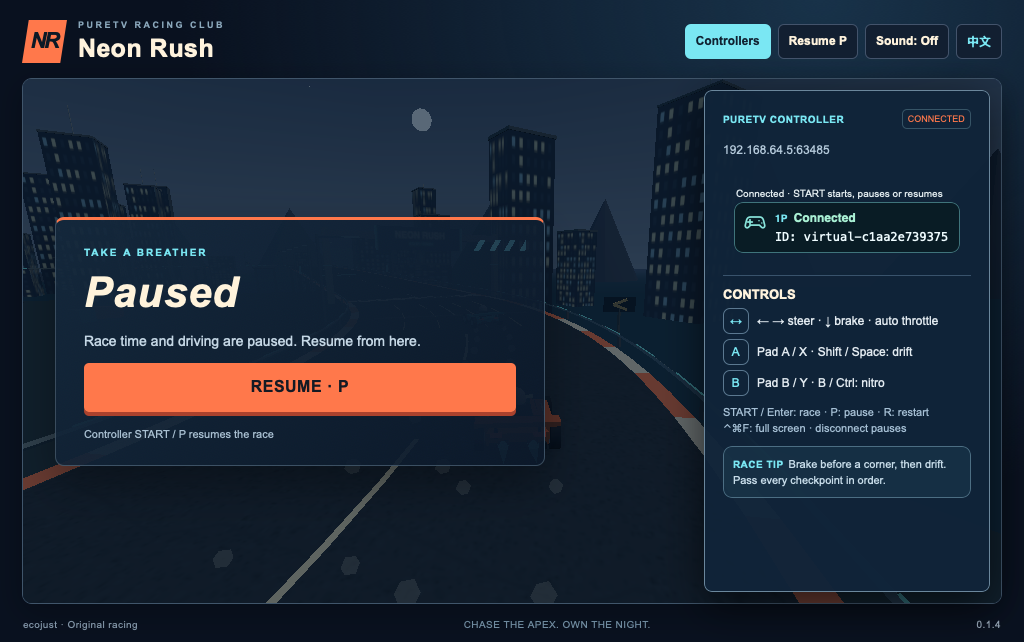 NR
PURETV RACING CLUB
Neon Rush
Controllers
Resume P
Sound: Off
中文
TAKE A BREATHER
Paused
Race time and driving are paused. Resume from here.
RESUME · P
Controller START / P resumes the race
PURETV CONTROLLER
CONNECTED
192.168.64.5:63485
Connected · START starts, pauses or resumes
1P Connected
ID: virtual-c1aa2e739375
CONTROLS
↔ ←→ steer · ↓ brake · auto throttle
A Pad A / X · Shift / Space: drift
B Pad B / Y · B / Ctrl: nitro
START / Enter: race · P: pause · R: restart
^⌘F: full screen · disconnect pauses
RACE TIP Brake before a corner, then drift.
Pass every checkpoint in order.
ecojust · Original racing
CHASE THE APEX. OWN THE NIGHT.
0.1.4